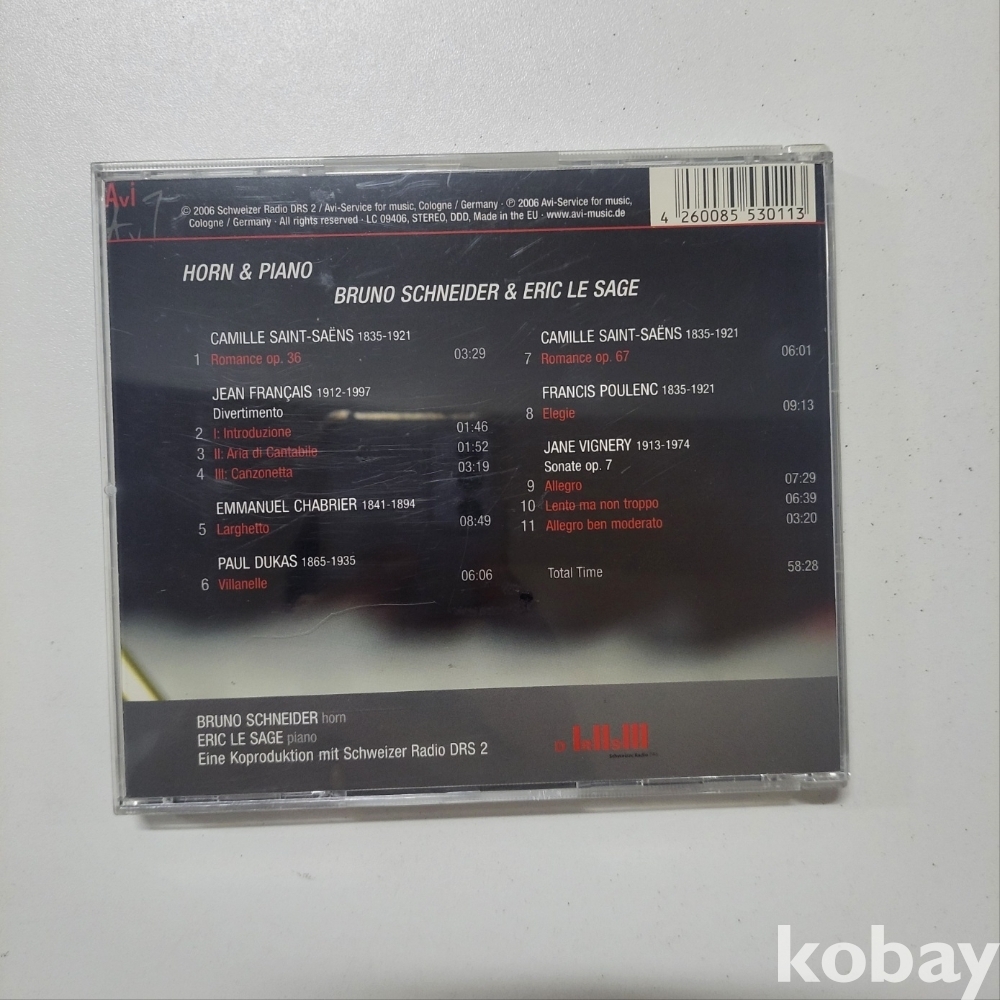 Avi
© 2006 Schweizer Radio DRS 2 / Avi-Service for music, Cologne / Germany · ℗ 2006 Avi-Service for music,
Cologne / Germany · All rights reserved · LC 09406, STEREO, DDD, Made in the EU · www.avi-music.de
4 260085 530113
HORN & PIANO
BRUNO SCHNEIDER & ERIC LE SAGE
CAMILLE SAINT-SAËNS 1835-1921
1 Romance op. 36 03:29
JEAN FRANÇAIS 1912-1997
Divertimento
2 I: Introduzione 01:46
3 II: Aria di Cantabile 01:52
4 III: Canzonetta 03:19
EMMANUEL CHABRIER 1841-1894
5 Larghetto 08:49
PAUL DUKAS 1865-1935
6 Villanelle 06:06
CAMILLE SAINT-SAËNS 1835-1921
7 Romance op. 67 06:01
FRANCIS POULENC 1835-1921
8 Elegie 09:13
JANE VIGNERY 1913-1974
Sonate op. 7
9 Allegro 07:29
10 Lento ma non troppo 06:39
11 Allegro ben moderato 03:20
Total Time 58:28
BRUNO SCHNEIDER horn
ERIC LE SAGE piano
Eine Koproduktion mit Schweizer Radio DRS 2
Schweizer Radio DRS
kobay